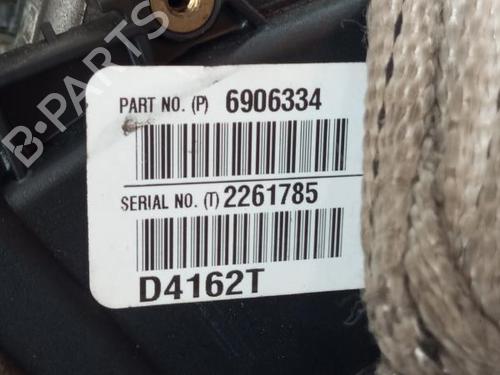 B-PARTS
PART NO. (P) 6906334
SERIAL NO. (T) 2261785
D4162T